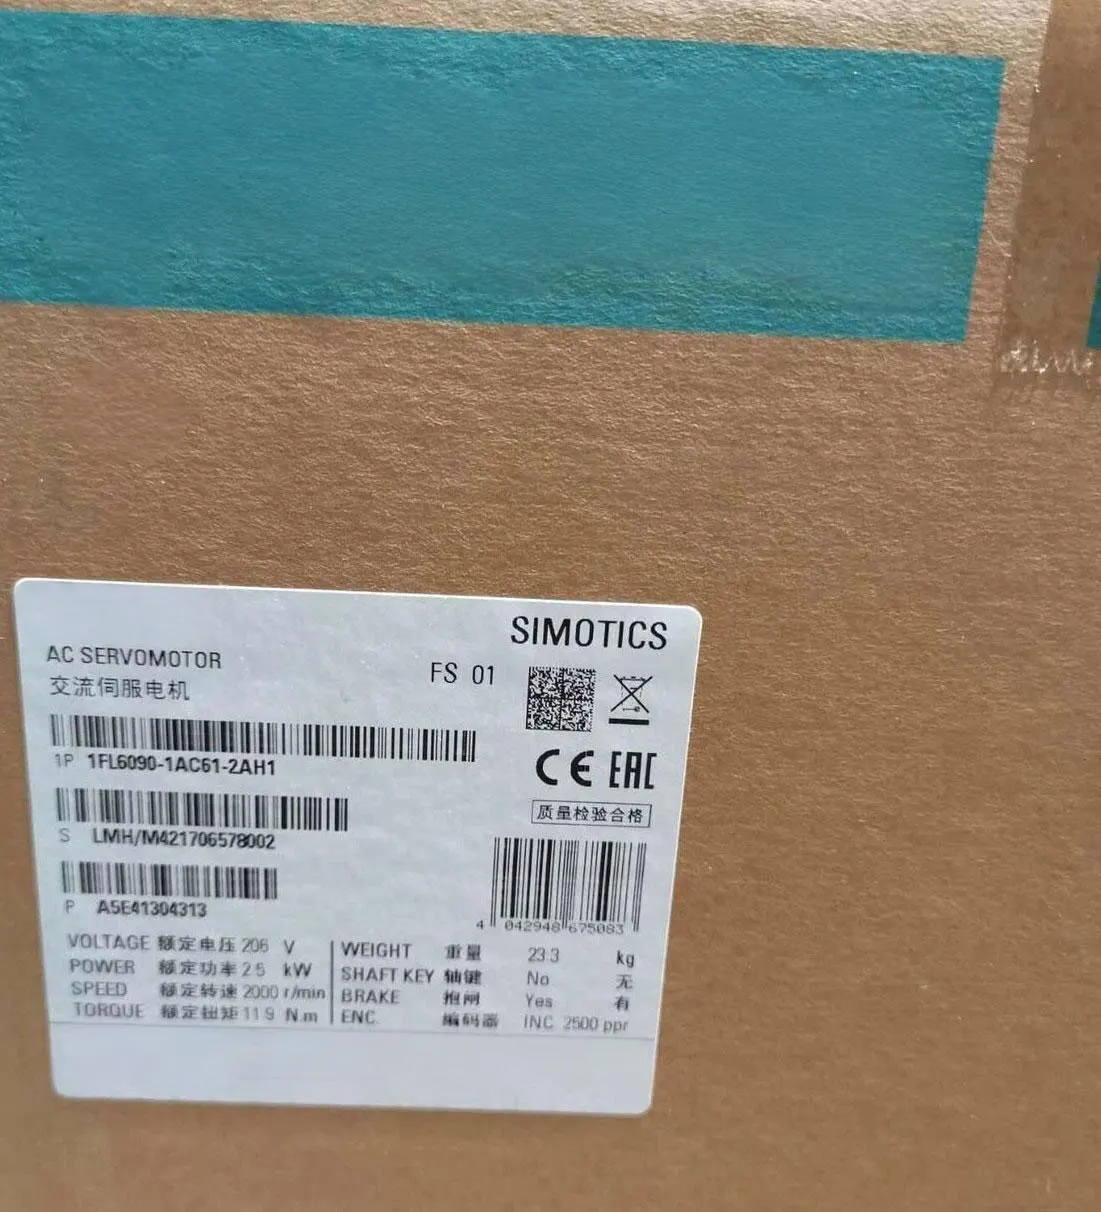 SIMOTICS
AC SERVOMOTOR
FS 01
交流伺服电机
1P 1FL6090-1AC61-2AH1
CE EAC
质量检验合格
S LMH/M421706578002
P A5E41304313
4 042948 675083
VOLTAGE 额定电压 206 V
POWER 额定功率 2.5 kW
SPEED 额定转速 2000 r/min
TORQUE 额定扭矩 11.9 N.m
WEIGHT 重量 23.3 kg
SHAFT KEY 轴键 No 无
BRAKE 抱闸 Yes 有
ENC. 编码器 INC 2500 ppr